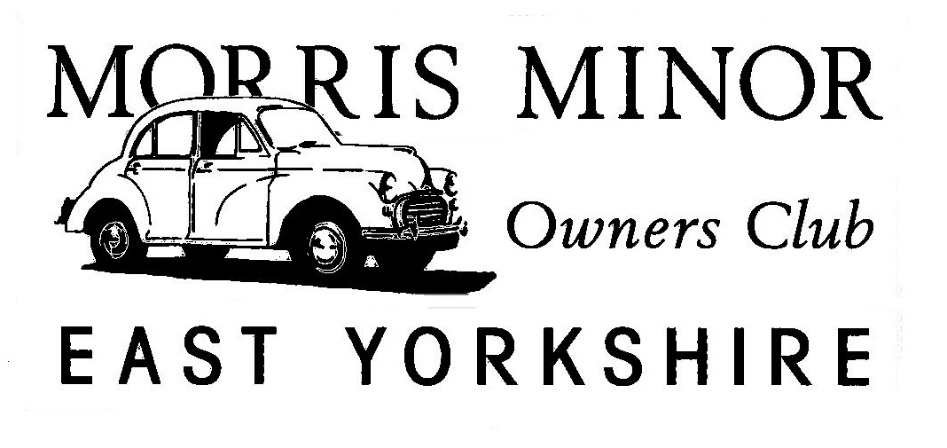 MORRIS MINOR
Owners Club
EAST YORKSHIRE